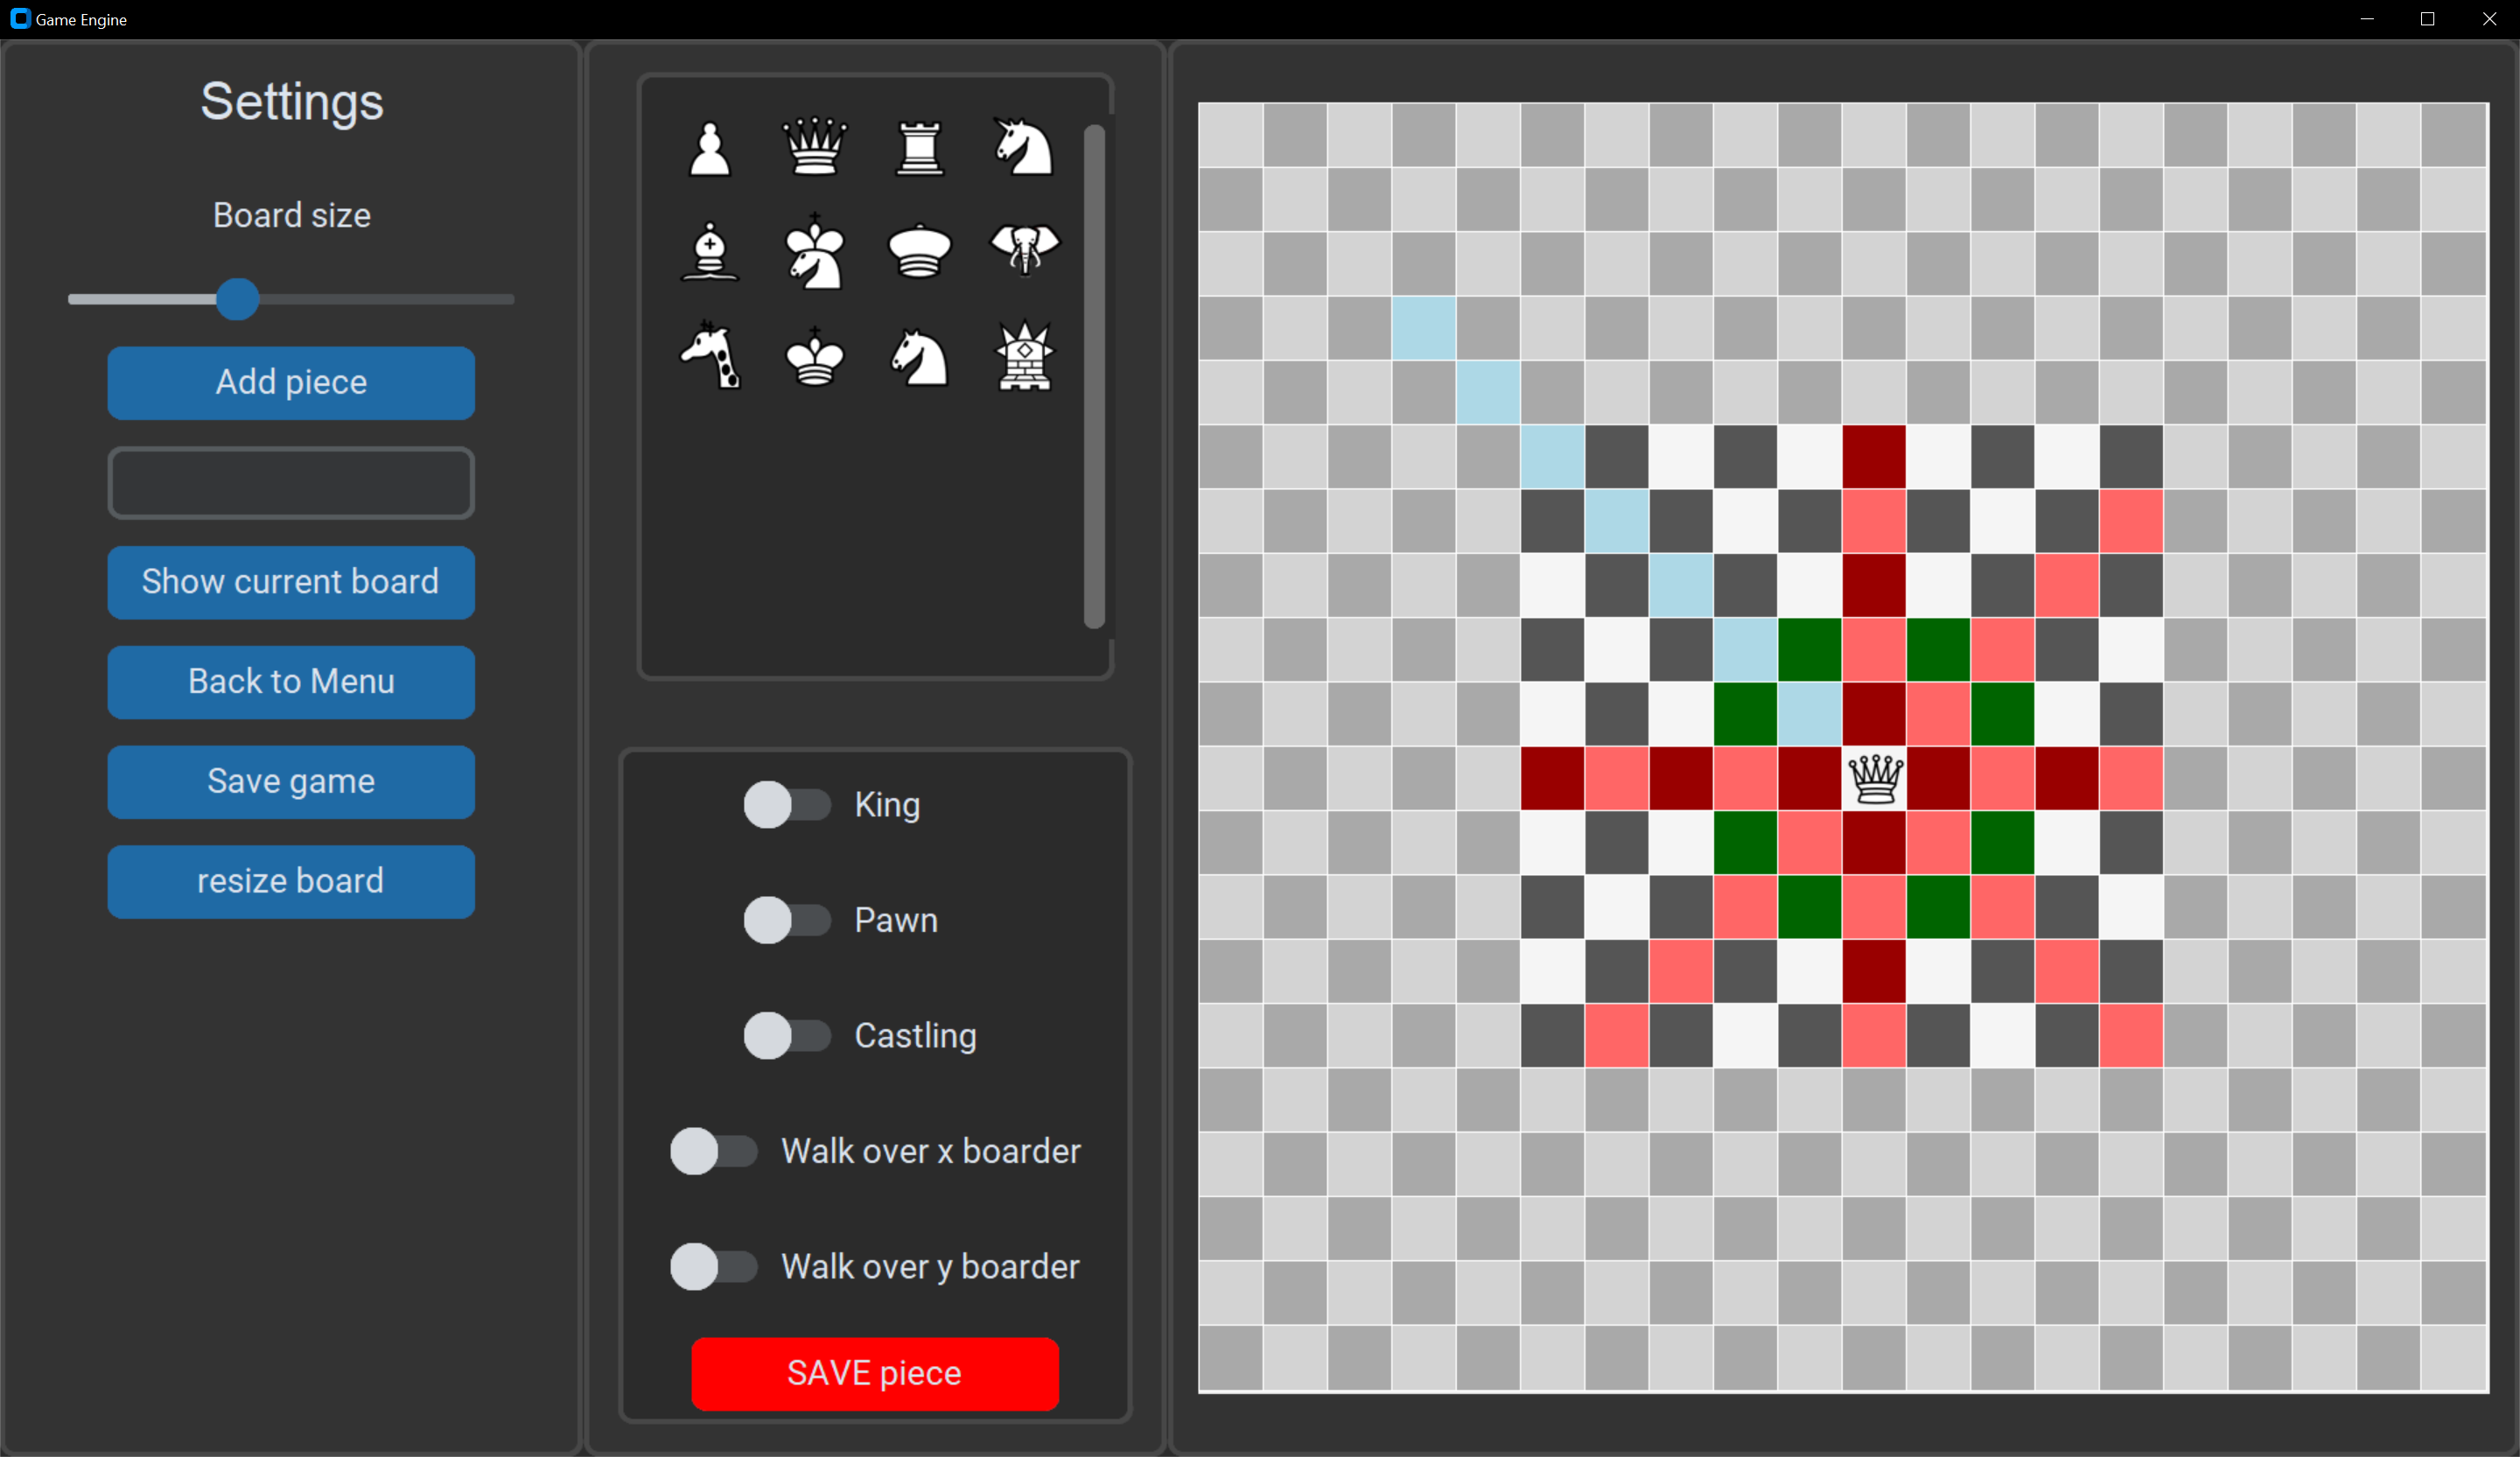 Game Engine
Settings
Board size
Add piece
Show current board
Back to Menu
Save game
resize board
King
Pawn
Castling
Walk over x boarder
Walk over y boarder
SAVE piece